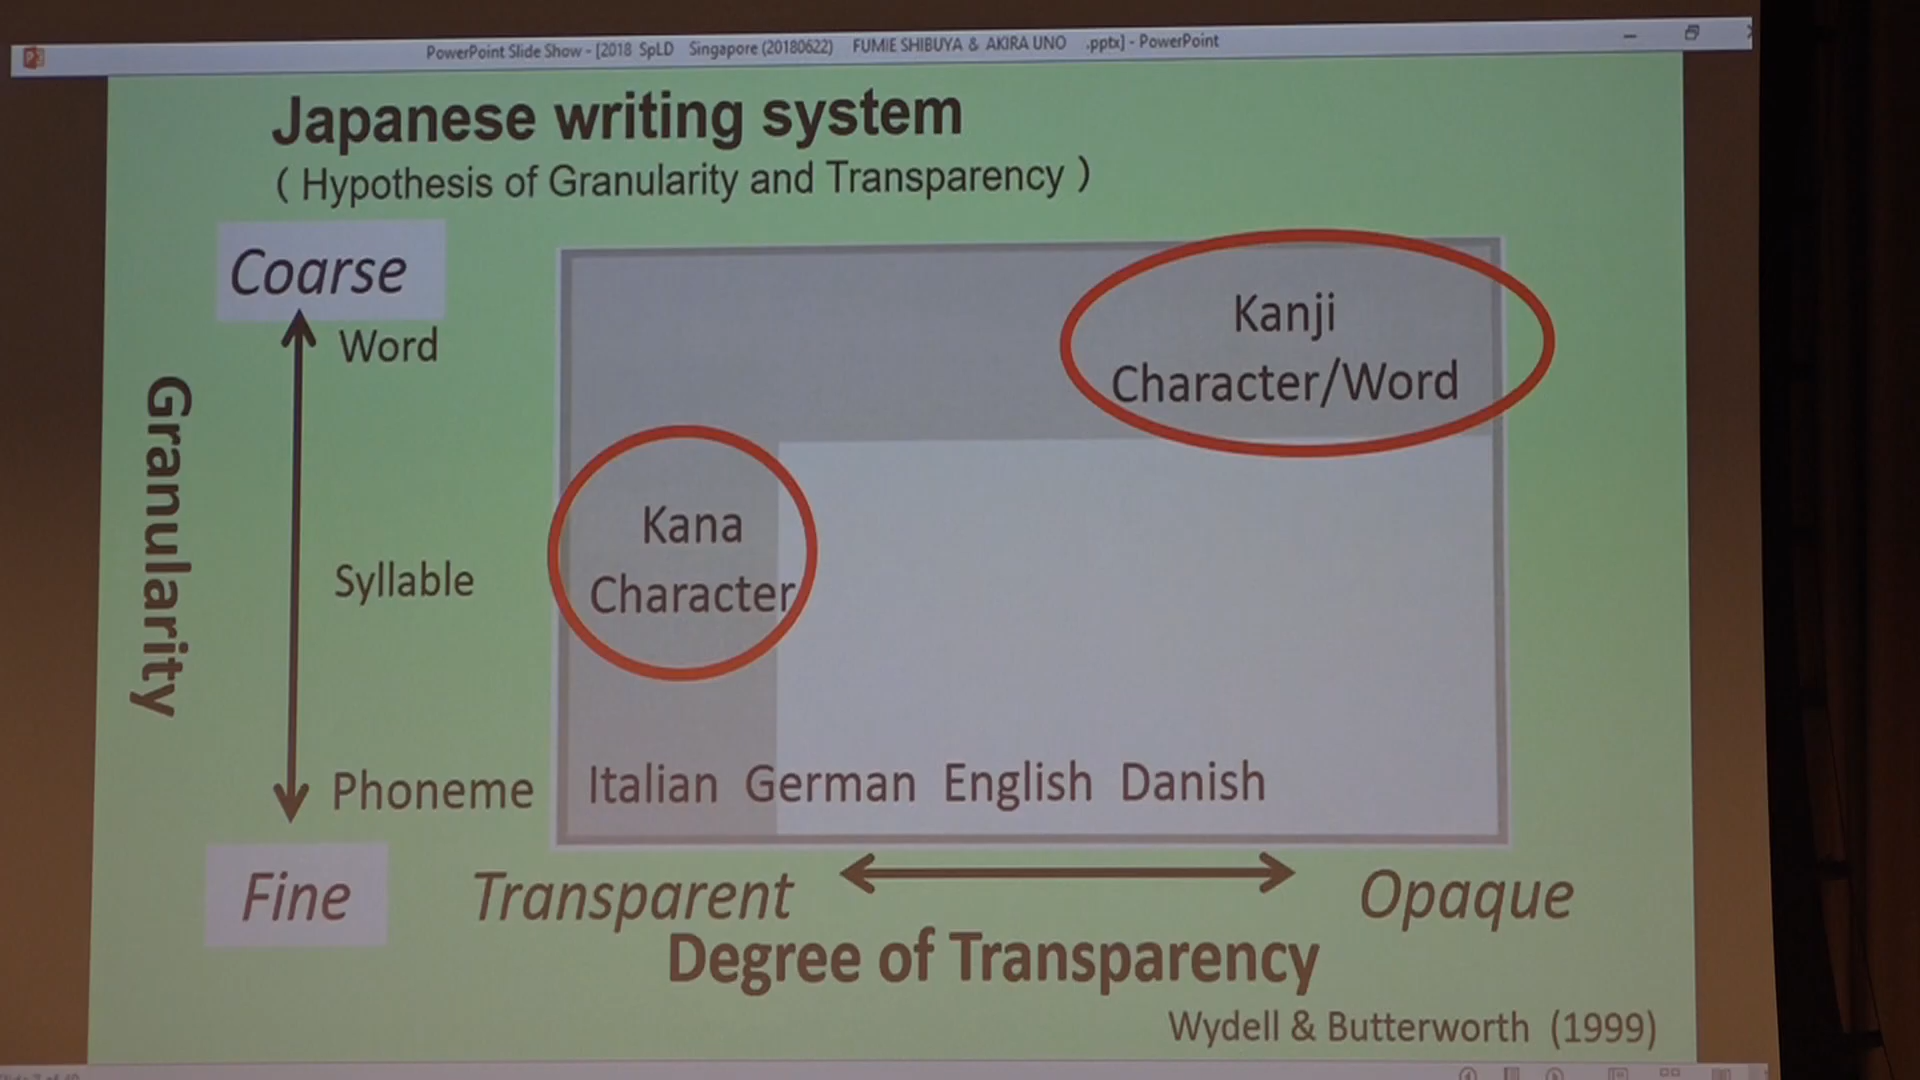 PowerPoint Slide Show - [2018 SpLD Singapore (20180622) FUMIE SHIBUYA & AKIRA UNO .pptx] - PowerPoint
Japanese writing system
( Hypothesis of Granularity and Transparency )
Coarse
Word
Granularity
Syllable
Phoneme
Fine
Kanji
Character/Word
Kana
Character
Italian German English Danish
Transparent
Opaque
Degree of Transparency
Wydell & Butterworth (1999)